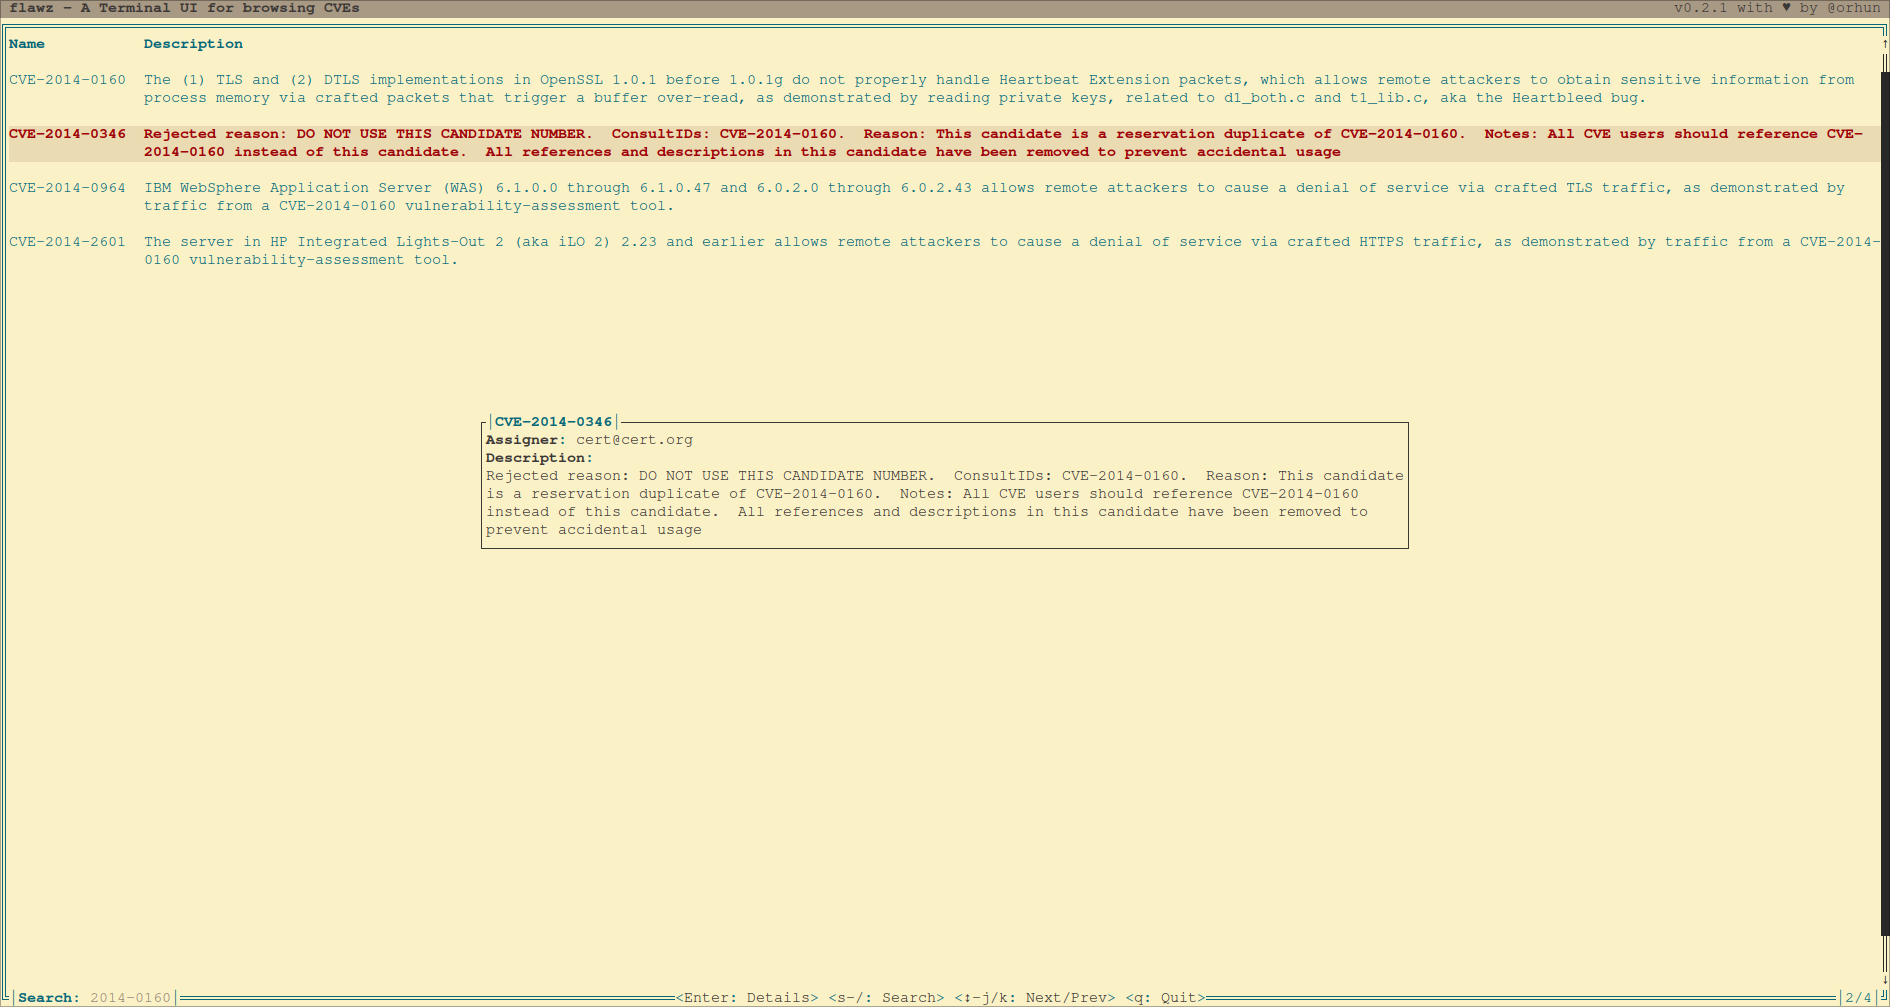 flawz - A Terminal UI for browsing CVEs v0.2.1 with ♥ by @orhun
Name Description
CVE-2014-0160 The (1) TLS and (2) DTLS implementations in OpenSSL 1.0.1 before 1.0.1g do not properly handle Heartbeat Extension packets, which allows remote attackers to obtain sensitive information from
process memory via crafted packets that trigger a buffer over-read, as demonstrated by reading private keys, related to d1_both.c and t1_lib.c, aka the Heartbleed bug.
CVE-2014-0346 Rejected reason: DO NOT USE THIS CANDIDATE NUMBER.  ConsultIDs: CVE-2014-0160.  Reason: This candidate is a reservation duplicate of CVE-2014-0160.  Notes: All CVE users should reference CVE-
2014-0160 instead of this candidate.  All references and descriptions in this candidate have been removed to prevent accidental usage
CVE-2014-0964 IBM WebSphere Application Server (WAS) 6.1.0.0 through 6.1.0.47 and 6.0.2.0 through 6.0.2.43 allows remote attackers to cause a denial of service via crafted TLS traffic, as demonstrated by
traffic from a CVE-2014-0160 vulnerability-assessment tool.
CVE-2014-2601 The server in HP Integrated Lights-Out 2 (aka iLO 2) 2.23 and earlier allows remote attackers to cause a denial of service via crafted HTTPS traffic, as demonstrated by traffic from a CVE-2014-
0160 vulnerability-assessment tool.
CVE-2014-0346
Assigner: cert@cert.org
Description:
Rejected reason: DO NOT USE THIS CANDIDATE NUMBER.  ConsultIDs: CVE-2014-0160.  Reason: This candidate
is a reservation duplicate of CVE-2014-0160.  Notes: All CVE users should reference CVE-2014-0160
instead of this candidate.  All references and descriptions in this candidate have been removed to
prevent accidental usage
Search: 2014-0160 <Enter: Details> <s-/: Search> <↕-j/k: Next/Prev> <q: Quit> 2/4